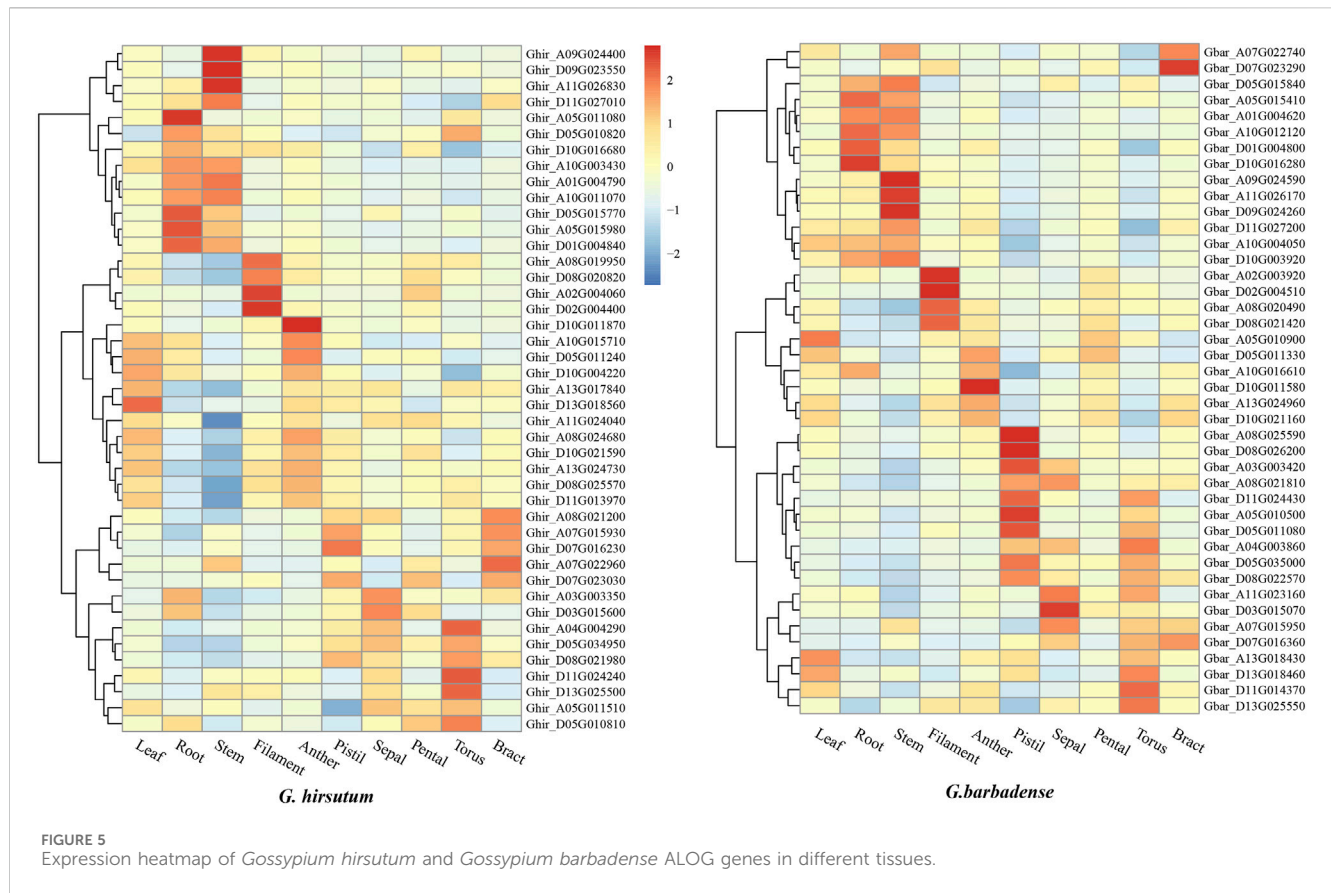 Ghir_A09G024400
Ghir_D09G023550
Ghir_A11G026830
Ghir_D11G027010
Ghir_A05G011080
Ghir_D05G010820
Ghir_D10G016680
Ghir_A10G003430
Ghir_A01G004790
Ghir_A10G011070
Ghir_D05G015770
Ghir_A05G015980
Ghir_D01G004840
Ghir_A08G019950
Ghir_D08G020820
Ghir_A02G004060
Ghir_D02G004400
Ghir_D10G011870
Ghir_A10G015710
Ghir_D05G011240
Ghir_D10G004220
Ghir_A13G017840
Ghir_D13G018560
Ghir_A11G024040
Ghir_A08G024680
Ghir_D10G021590
Ghir_A13G024730
Ghir_D08G025570
Ghir_D11G013970
Ghir_A08G021200
Ghir_A07G015930
Ghir_D07G016230
Ghir_A07G022960
Ghir_D07G023030
Ghir_A03G003350
Ghir_D03G015600
Ghir_A04G004290
Ghir_D05G034950
Ghir_D08G021980
Ghir_D11G024240
Ghir_D13G025500
Ghir_A05G011510
Ghir_D05G010810
Leaf Root Stem Filament Anther Pistil Sepal Pental Torus Bract
G. hirsutum
2
1
0
−1
−2
Gbar_A07G022740
Gbar_D07G023290
Gbar_D05G015840
Gbar_A05G015410
Gbar_A01G004620
Gbar_A10G012120
Gbar_D01G004800
Gbar_D10G016280
Gbar_A09G024590
Gbar_A11G026170
Gbar_D09G024260
Gbar_D11G027200
Gbar_A10G004050
Gbar_D10G003920
Gbar_A02G003920
Gbar_D02G004510
Gbar_A08G020490
Gbar_D08G021420
Gbar_A05G010900
Gbar_D05G011330
Gbar_A10G016610
Gbar_D10G011580
Gbar_A13G024960
Gbar_D10G021160
Gbar_A08G025590
Gbar_D08G026200
Gbar_A03G003420
Gbar_A08G021810
Gbar_D11G024430
Gbar_A05G010500
Gbar_D05G011080
Gbar_A04G003860
Gbar_D05G035000
Gbar_D08G022570
Gbar_A11G023160
Gbar_D03G015070
Gbar_A07G015950
Gbar_D07G016360
Gbar_A13G018430
Gbar_D13G018460
Gbar_D11G014370
Gbar_D13G025550
Leaf Root Stem Filament Anther Pistil Sepal Pental Torus Bract
G.barbadense
FIGURE 5
Expression heatmap of Gossypium hirsutum and Gossypium barbadense ALOG genes in different tissues.